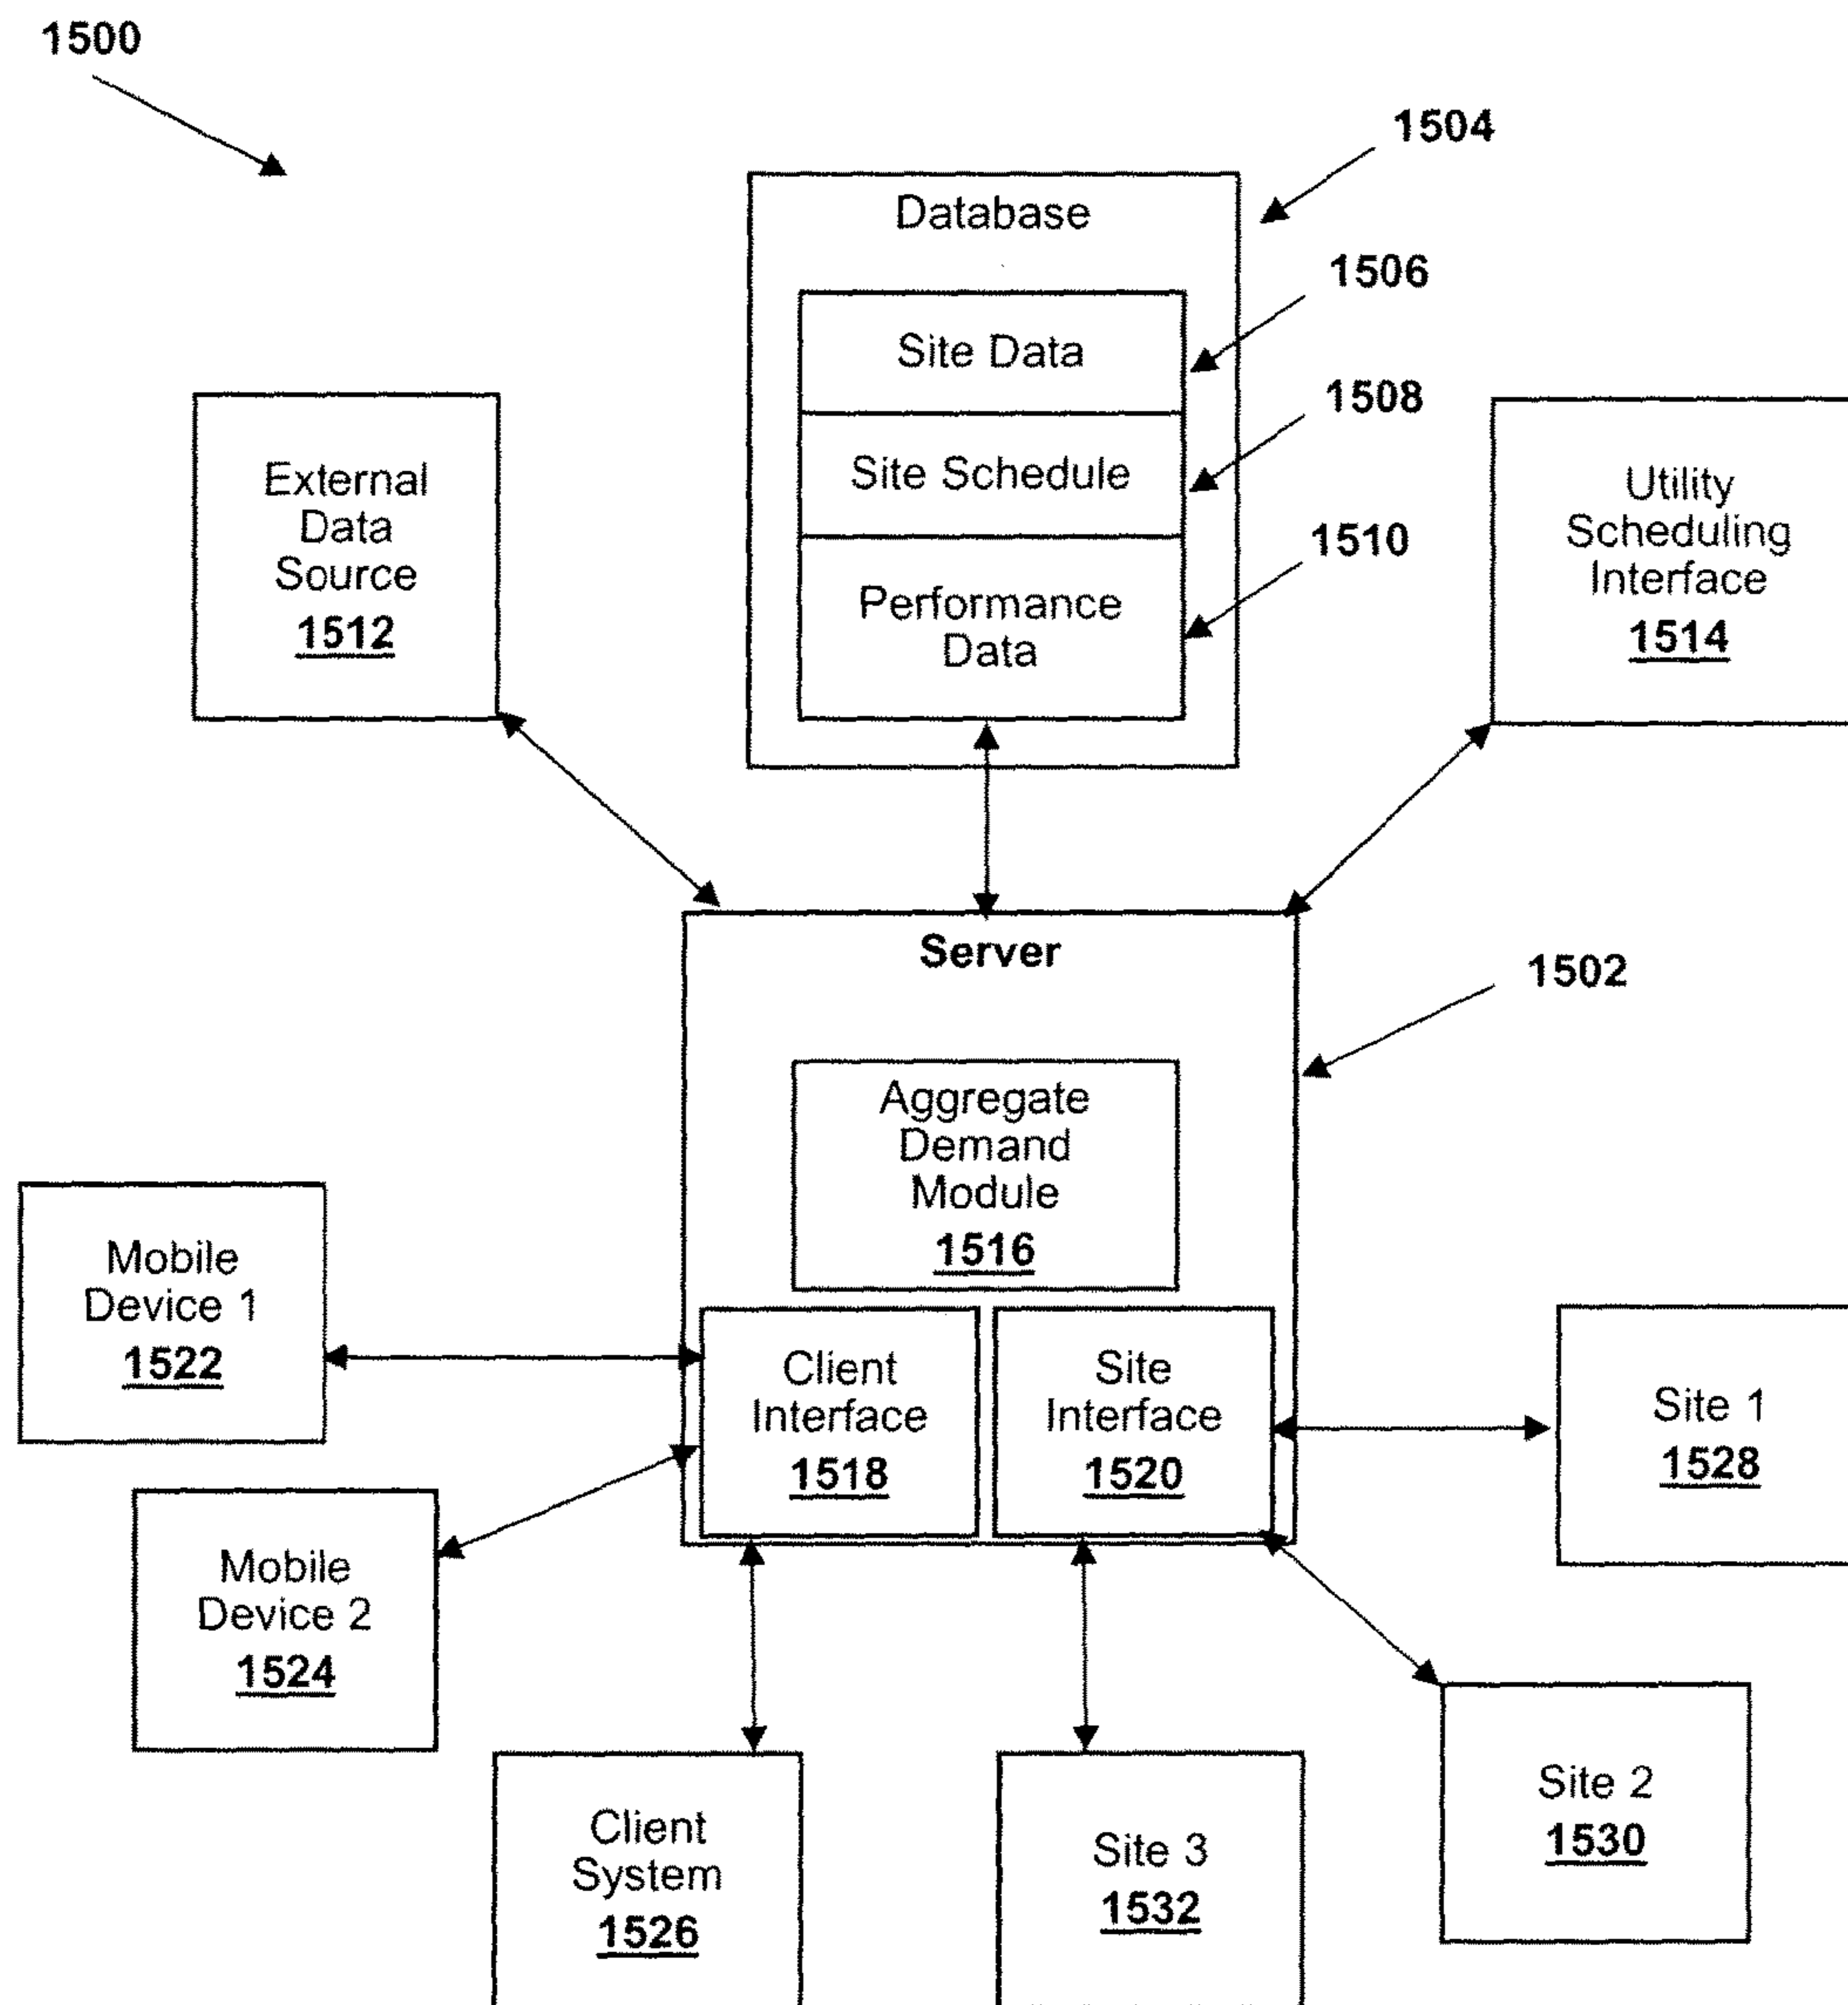 1500
1504
Database
1506
Site Data
1508
Site Schedule
1510
Performance
Data
External
Data
Source
1512
Utility
Scheduling
Interface
1514
Server
1502
Aggregate
Demand
Module
1516
Mobile
Device 1
1522
Client
Interface
1518
Site
Interface
1520
Site 1
1528
Mobile
Device 2
1524
Client
System
1526
Site 3
1532
Site 2
1530